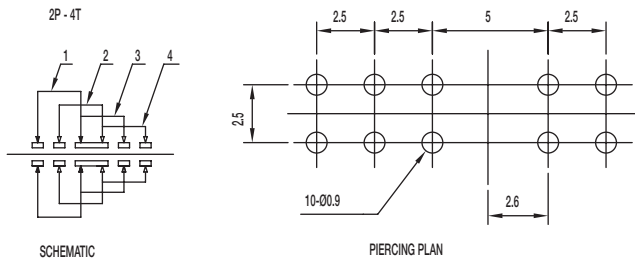 2P - 4T
1 2 3 4
SCHEMATIC
2.5 2.5 5 2.5
2.5
10-Ø0.9
2.6
PIERCING PLAN